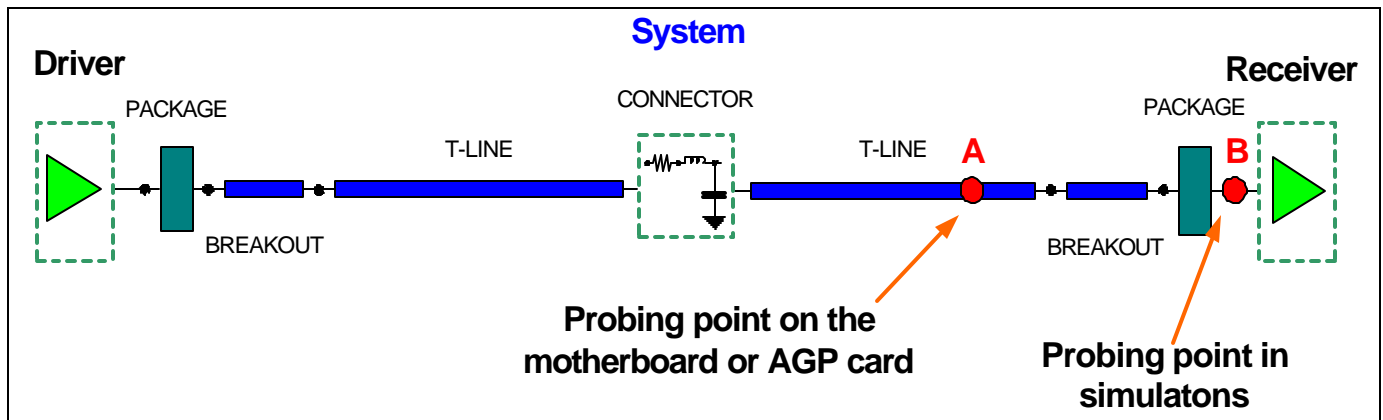 System
Driver
Receiver
PACKAGE
CONNECTOR
PACKAGE
T-LINE
T-LINE
A
B
BREAKOUT
BREAKOUT
Probing point on the
motherboard or AGP card
Probing point in
simulatons